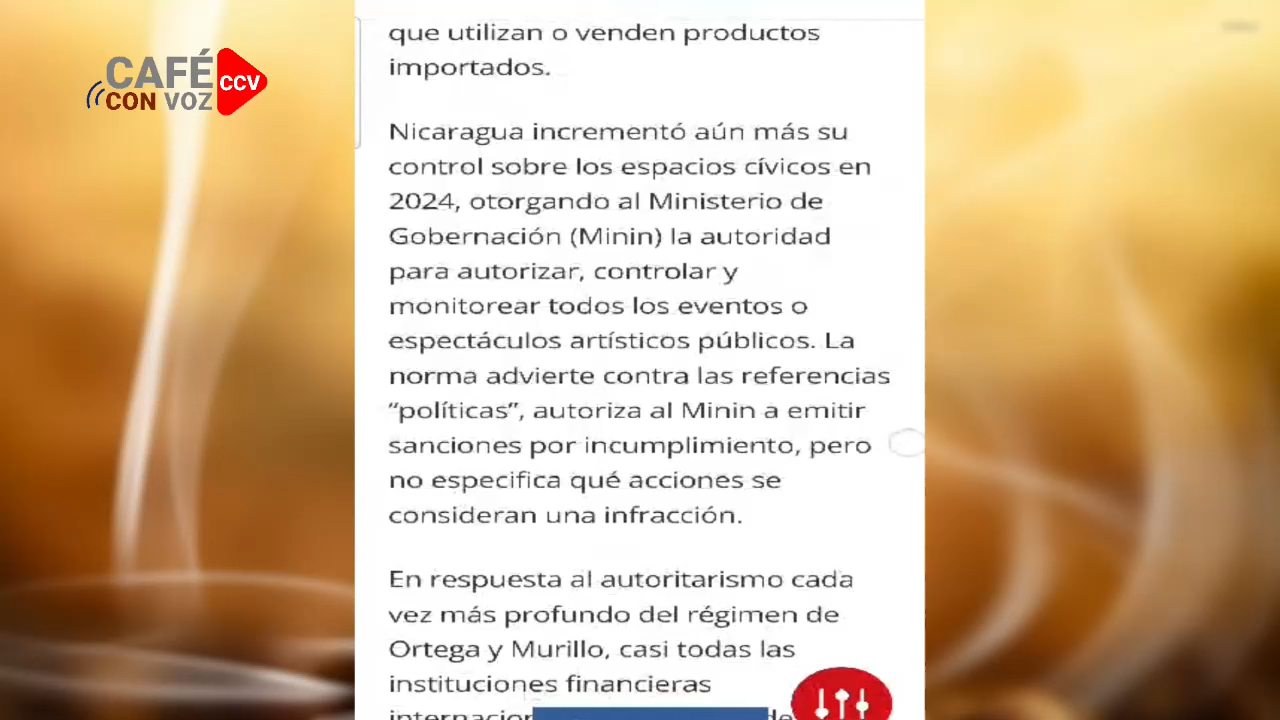 CAFÉ
CON VOZ
CCV
que utilizan o venden productos
importados.
Nicaragua incrementó aún más su
control sobre los espacios cívicos en
2024, otorgando al Ministerio de
Gobernación (Minin) la autoridad
para autorizar, controlar y
monitorear todos los eventos o
espectáculos artísticos públicos. La
norma advierte contra las referencias
“políticas”, autoriza al Minin a emitir
sanciones por incumplimiento, pero
no especifica qué acciones se
consideran una infracción.
En respuesta al autoritarismo cada
vez más profundo del régimen de
Ortega y Murillo, casi todas las
instituciones financieras